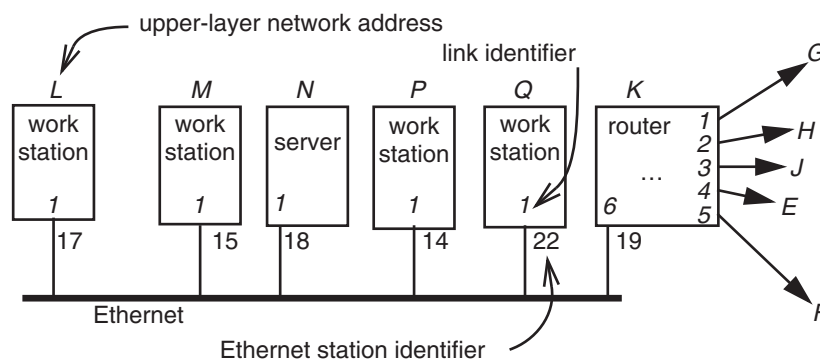 upper-layer network address
link identifier
L M N P Q K
work station
1
17
work station
1
15
server
1
18
work station
1
14
work station
1
22
router
...
1
2
3
4
5
6
19
G
H
J
E
Ethernet
Ethernet station identifier